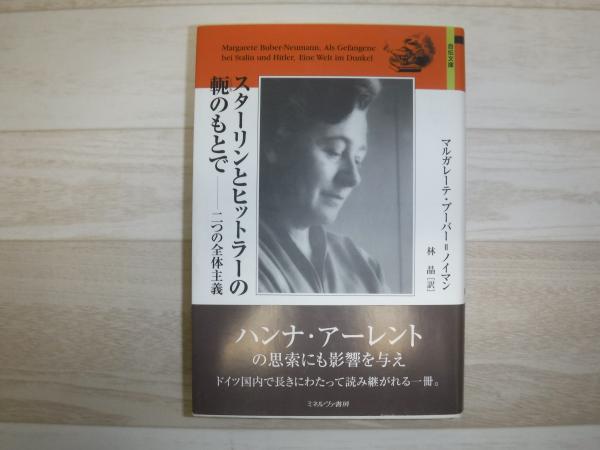 Margarete Buber-Neumann, Als Gefangene
bei Stalin und Hitler, Eine Welt im Dunkel
自伝文庫
スターリンとヒットラーの
軛のもとで
――二つの全体主義
マルガレーテ・ブーバー=ノイマン
林 晶[訳]
ハンナ・アーレント
の思索にも影響を与え
ドイツ国内で長きにわたって読み継がれる一冊。
ミネルヴァ書房